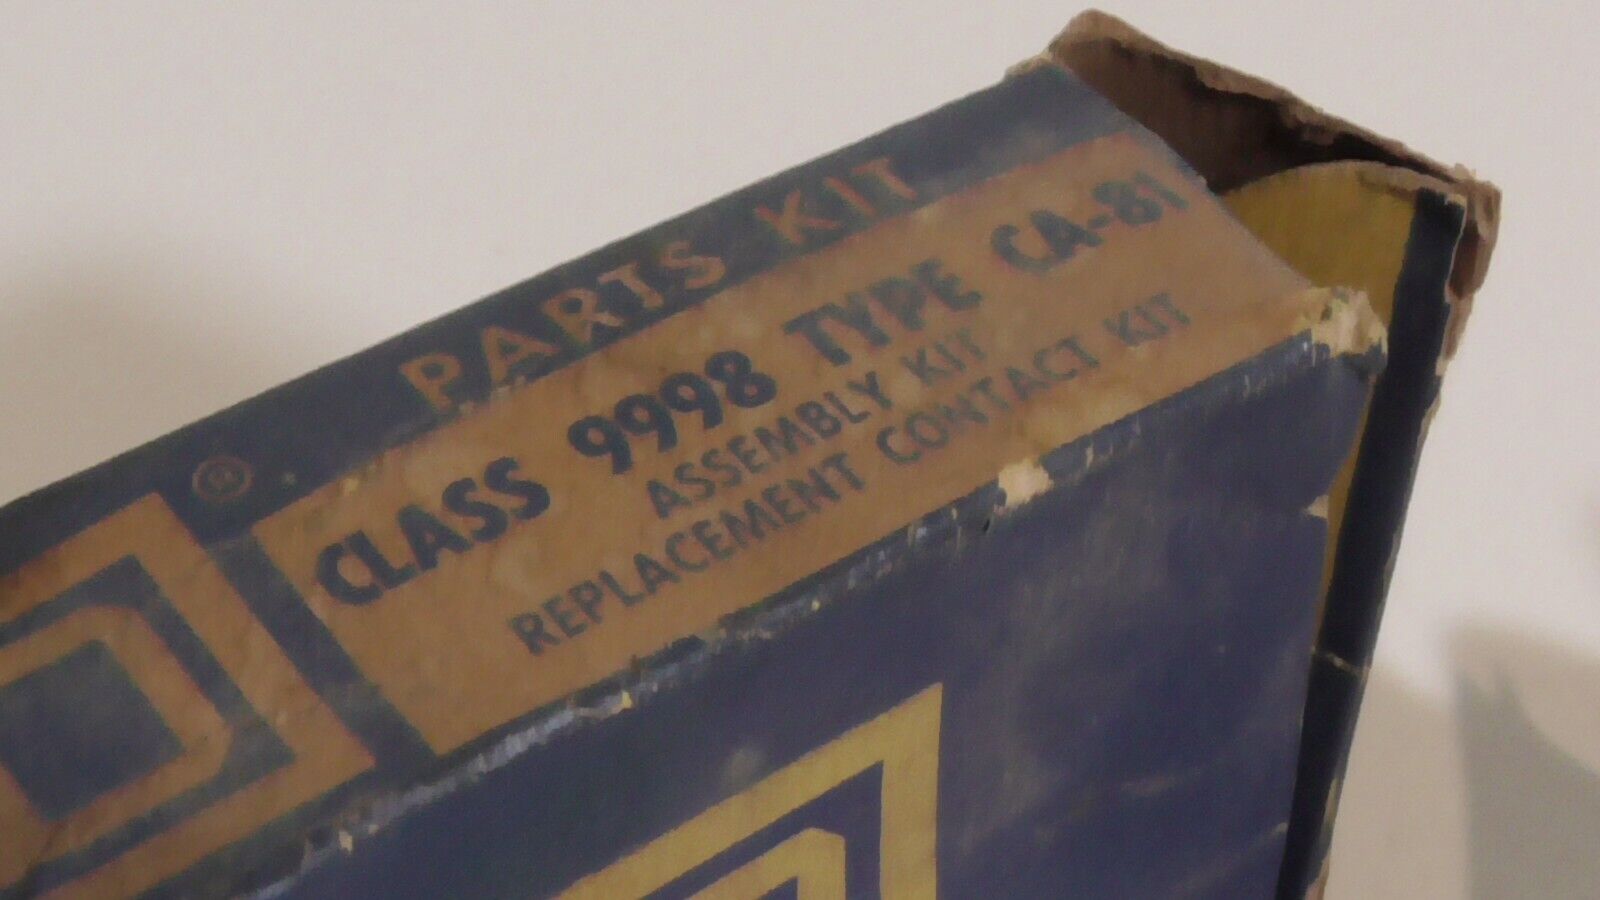 PARTS KIT
®
CLASS 9998 TYPE CA-81
ASSEMBLY KIT
REPLACEMENT CONTACT KIT